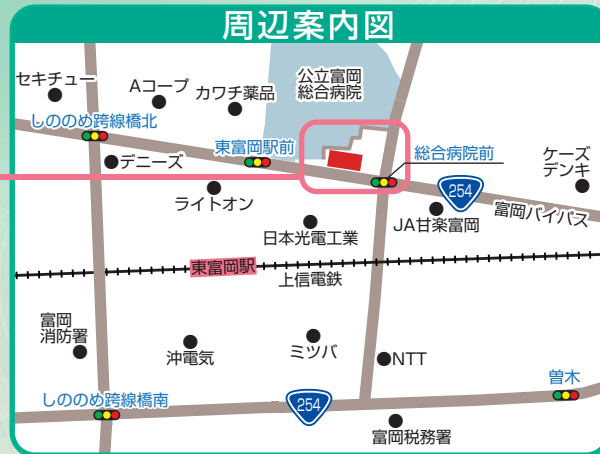 周辺案内図
セキチュー
Aコープ
カワチ薬品
公立富岡
総合病院
しののめ跨線橋北
東富岡駅前
総合病院前
ケーズ
デンキ
デニーズ
ライトオン
254
富岡バイパス
日本光電工業
JA甘楽富岡
東富岡駅
上信電鉄
富岡
消防署
沖電気
ミツバ
NTT
しののめ跨線橋南
254
曽木
富岡税務署